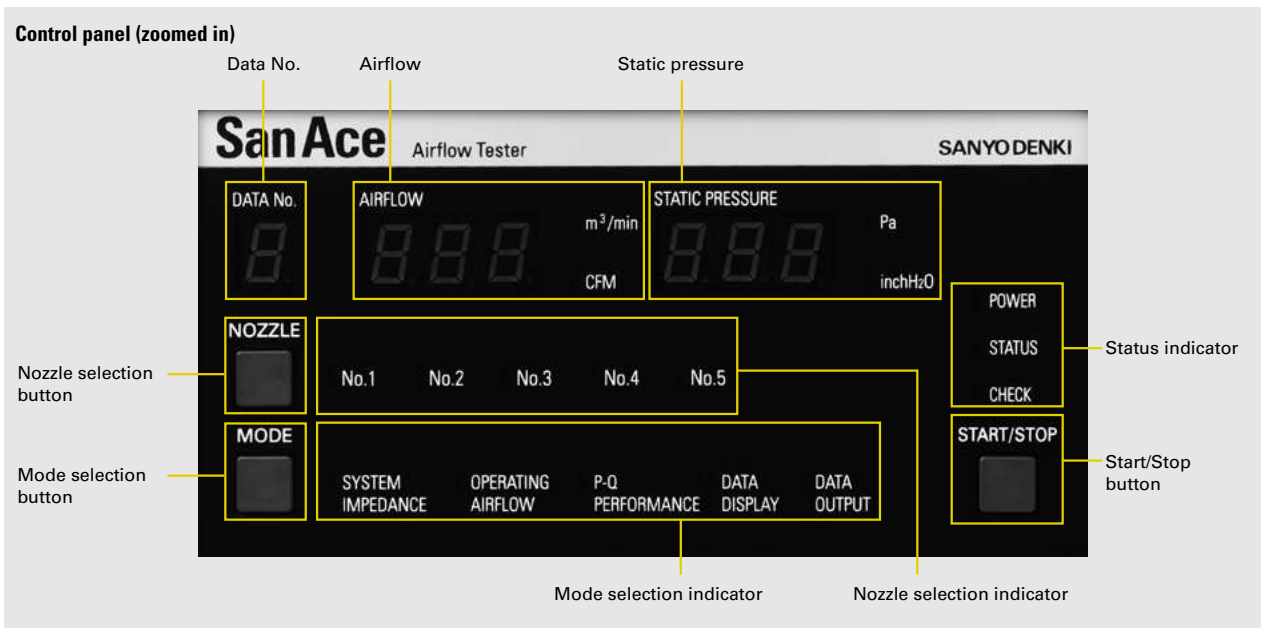 Control panel (zoomed in)
Data No.
Airflow
Static pressure
San Ace Airflow Tester
SANYO DENKI
DATA No.
AIRFLOW
m³/min
CFM
STATIC PRESSURE
Pa
inchH₂O
POWER
STATUS
CHECK
Status indicator
NOZZLE
Nozzle selection
button
No.1 No.2 No.3 No.4 No.5
MODE
Mode selection
button
SYSTEM
IMPEDANCE
OPERATING
AIRFLOW
P-Q
PERFORMANCE
DATA
DISPLAY
DATA
OUTPUT
START/STOP
Start/Stop
button
Mode selection indicator
Nozzle selection indicator